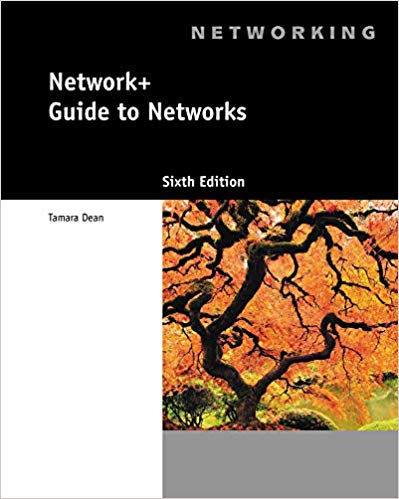 NETWORKING
Network+
Guide to Networks
Sixth Edition
Tamara Dean